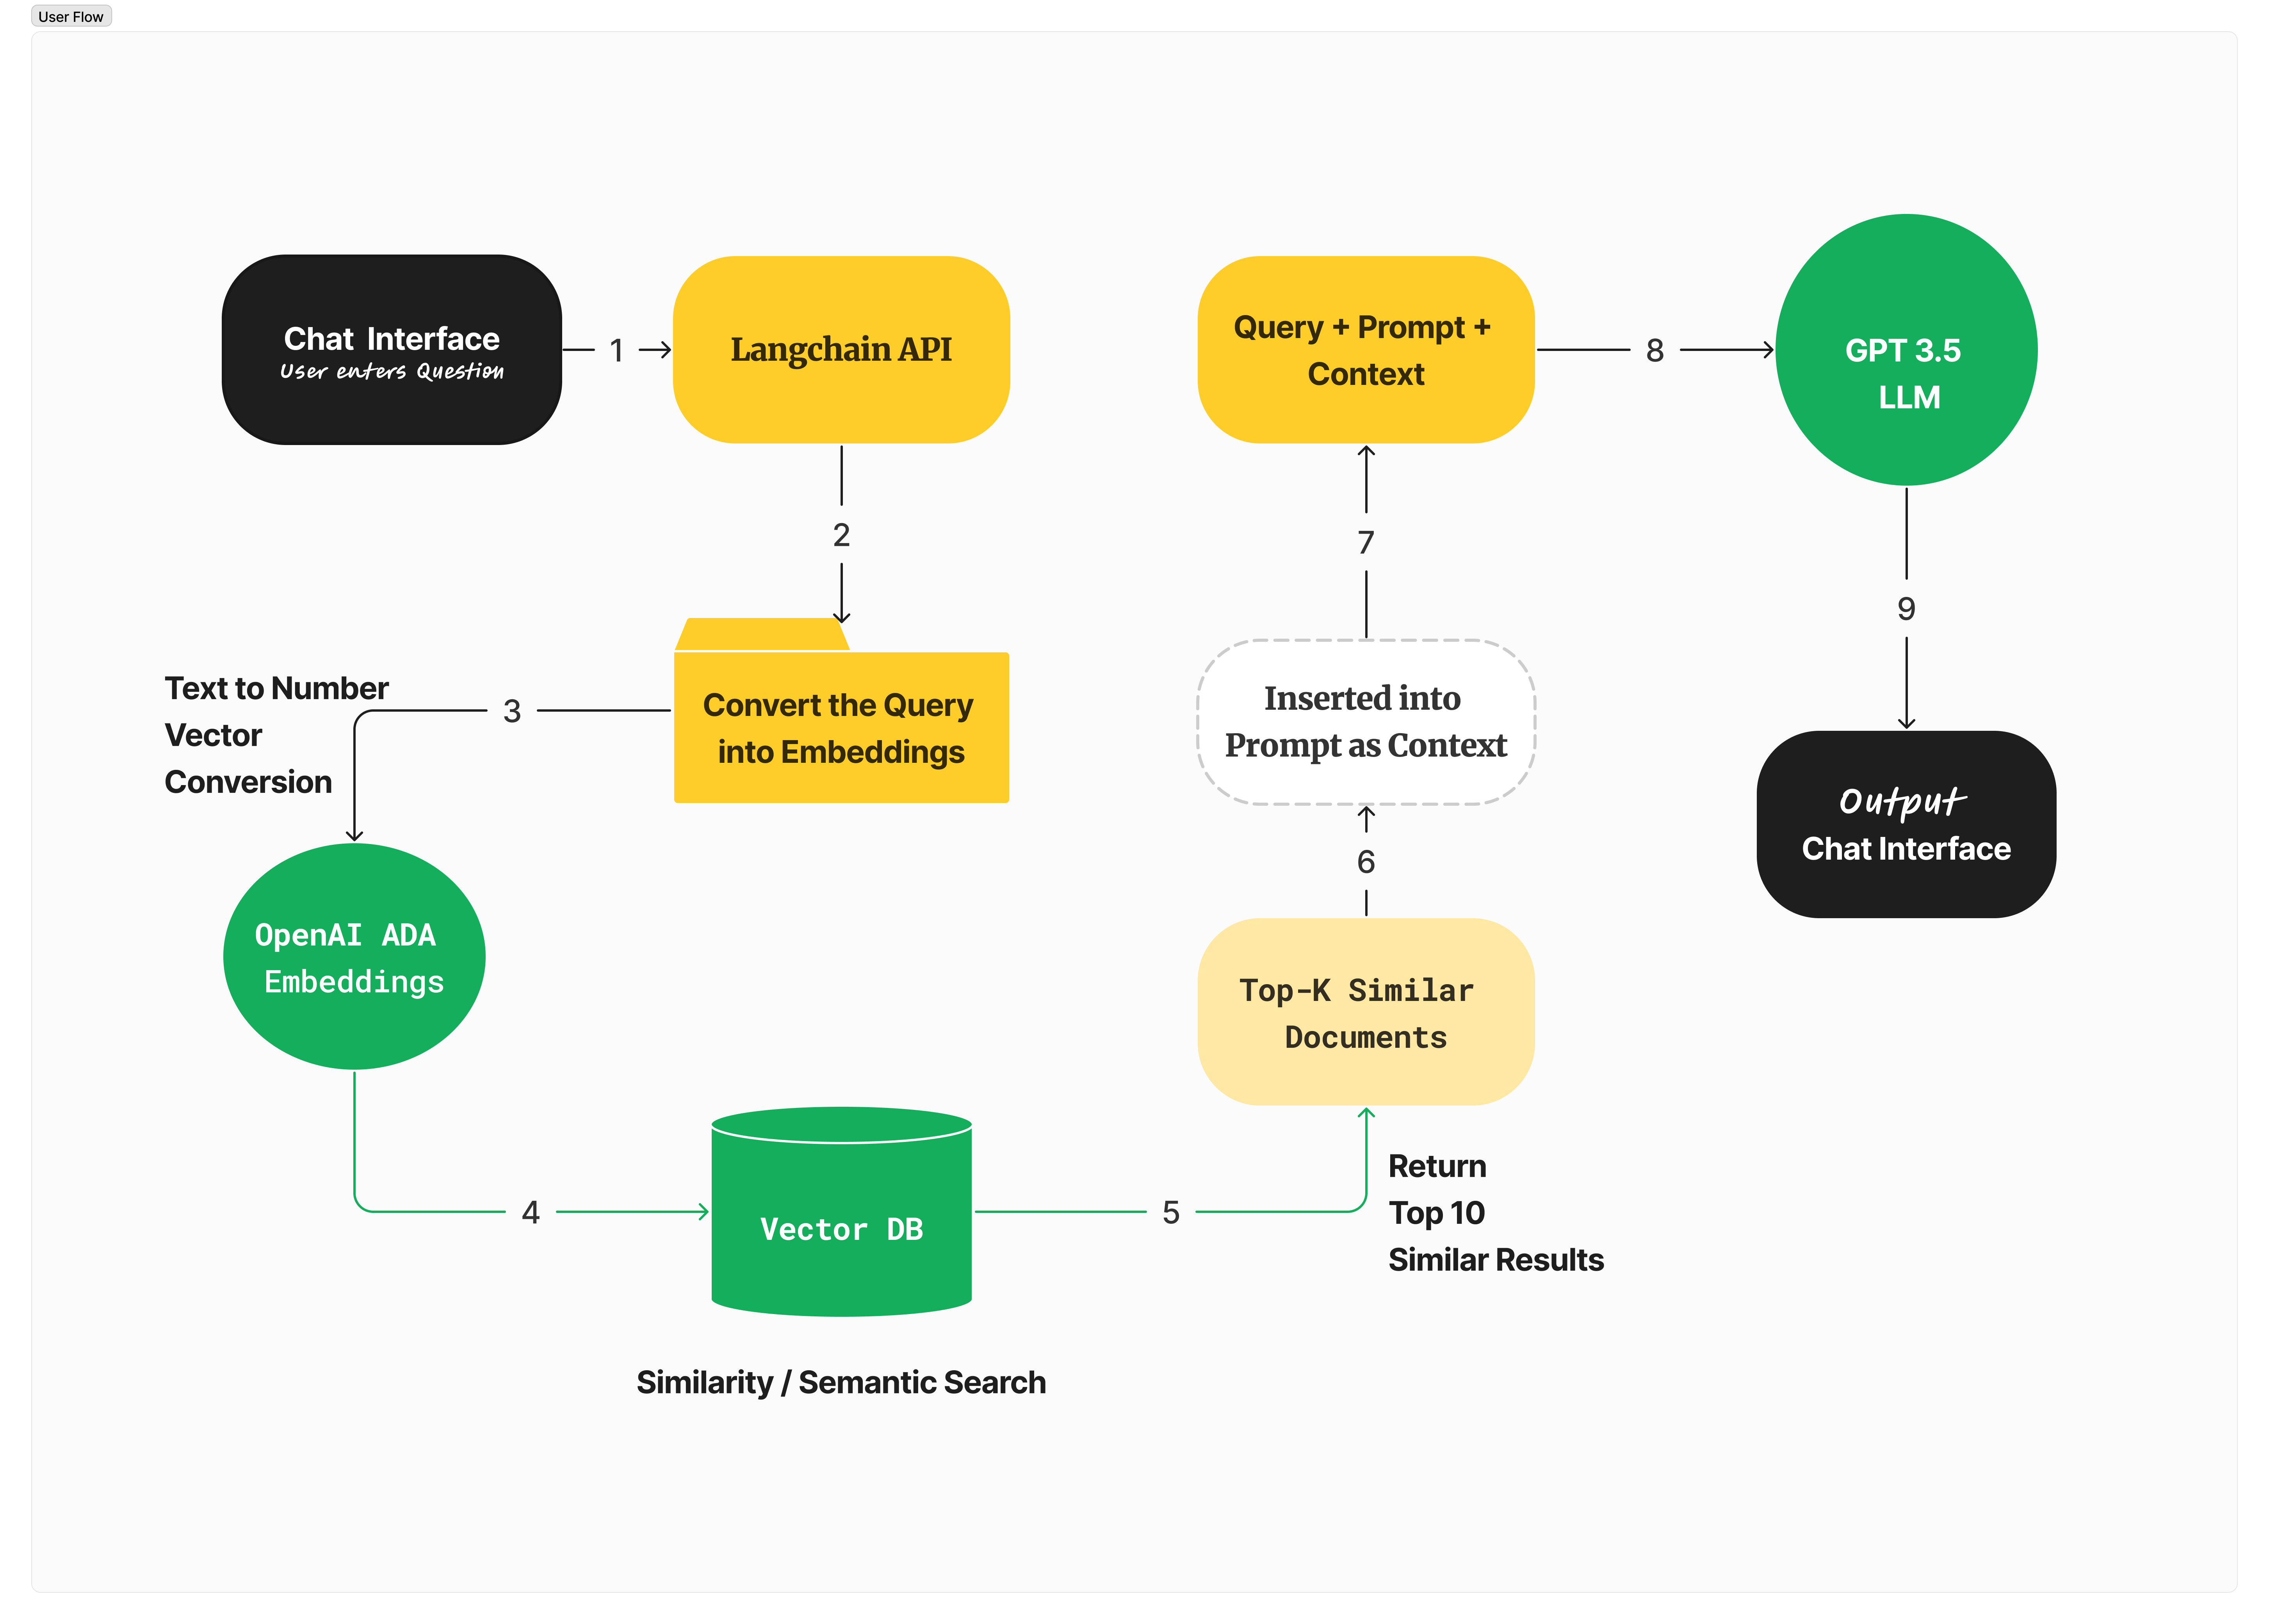 User Flow
Chat Interface
User enters Question
1
Langchain API
2
Convert the Query
into Embeddings
3
Text to Number
Vector
Conversion
OpenAI ADA
Embeddings
4
Vector DB
Similarity / Semantic Search
5
Return
Top 10
Similar Results
Top-K Similar
Documents
6
Inserted into
Prompt as Context
7
Query + Prompt +
Context
8
GPT 3.5
LLM
9
Output
Chat Interface